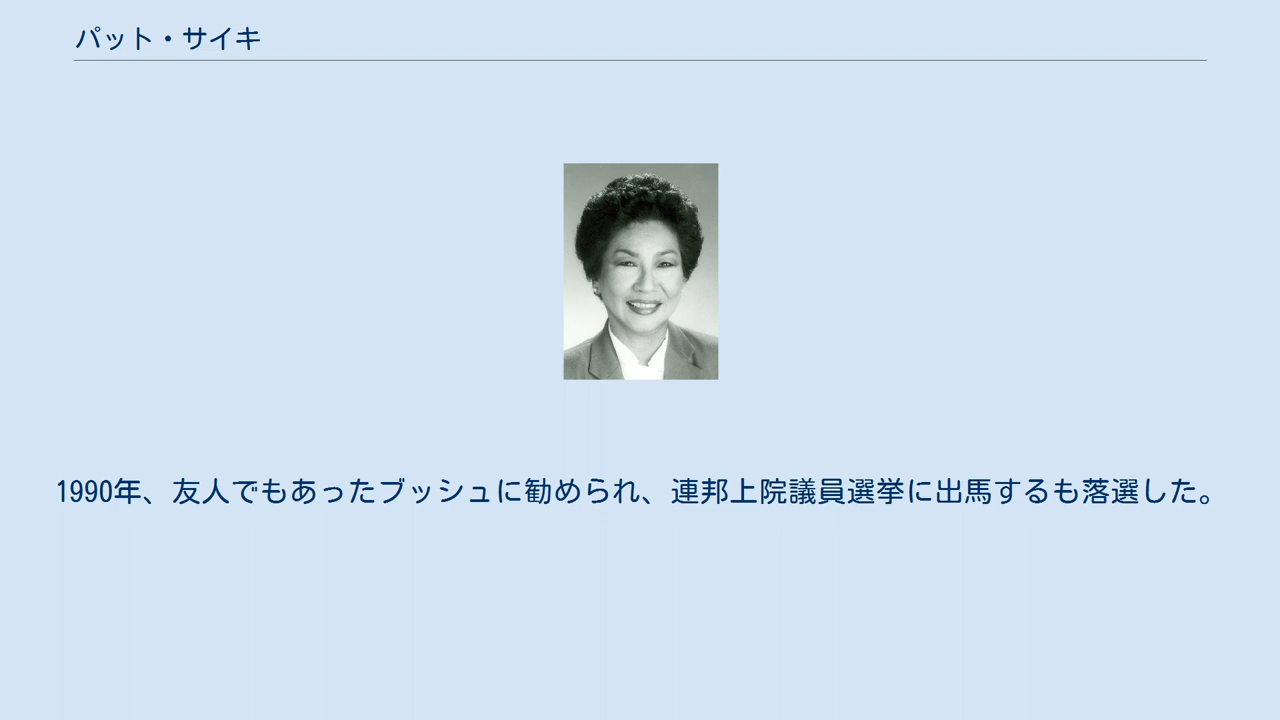 パット・サイキ
1990年、友人でもあったブッシュに勧められ、連邦上院議員選挙に出馬するも落選した。